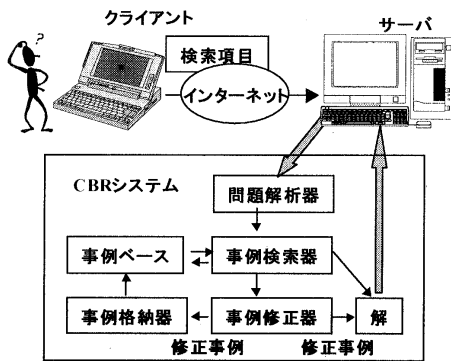 クライアント
サーバ
?
検索項目
インターネット
CBRシステム
問題解析器
事例ベース
事例検索器
事例格納器
事例修正器
解
修正事例
修正事例